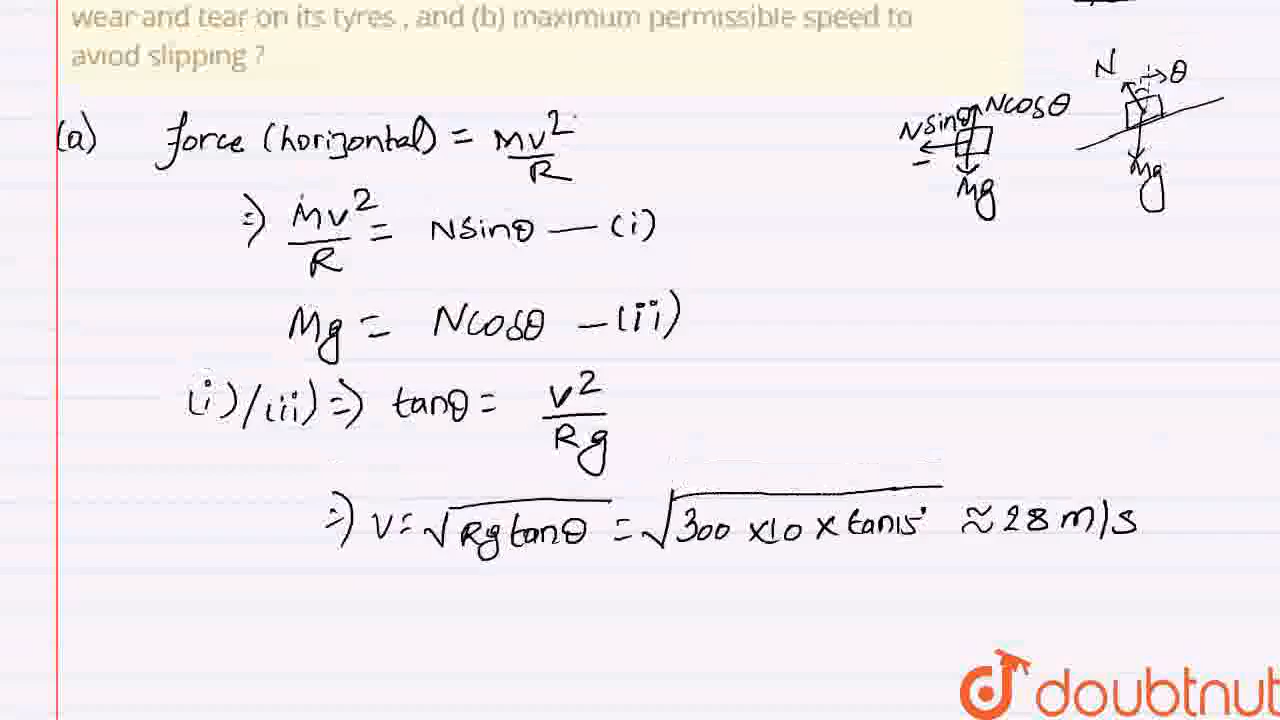 wear and tear on its tyres , and (b) maximum permissible speed to
aviod slipping ?
(a) force (horizontal) = Mv²/R
⇒ Mv²/R = Nsinθ — (i)
Mg = Ncosθ — (ii)
(i)/(ii) ⇒ tanθ = v²/Rg
⇒ v = √Rg tanθ = √300 × 10 × tan15° ≈ 28 m/s
Nsinθ
Ncosθ
Mg
N
θ
Mg
doubtnut